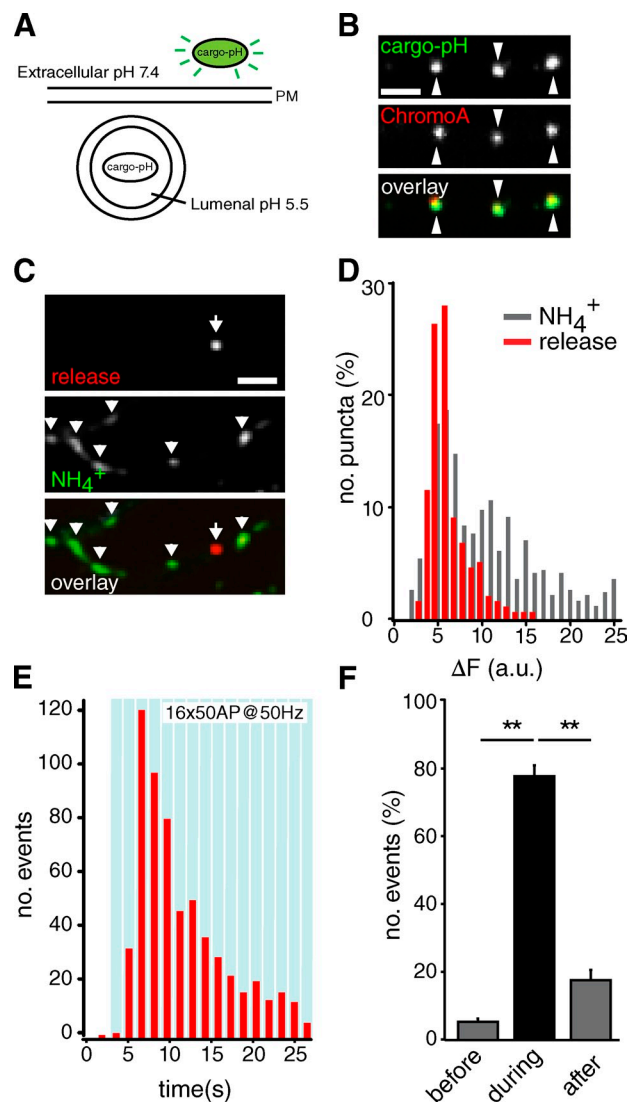 A
cargo-pH
Extracellular pH 7.4
PM
cargo-pH
Lumenal pH 5.5
B
cargo-pH
ChromoA
overlay
C
release
NH4+
overlay
D
30
20
10
0
no. puncta (%)
NH4+
release
0 5 10 15 20 25
ΔF (a.u.)
E
120
100
80
60
40
20
0
no. events
16x50AP@50Hz
0 5 10 15 20 25
time(s)
F
100
80
60
40
20
0
no. events (%)
** **
before during after